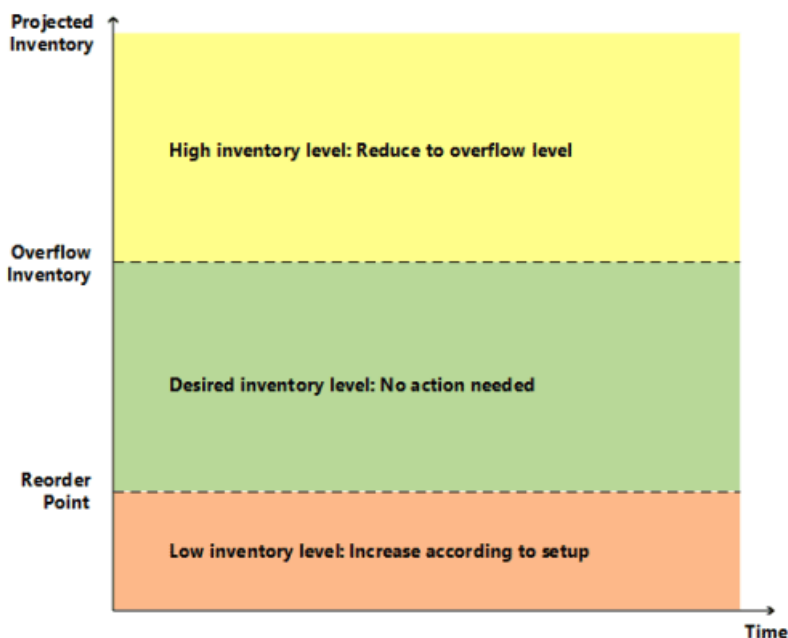 Projected
Inventory
High inventory level: Reduce to overflow level
Overflow
Inventory
Desired inventory level: No action needed
Reorder
Point
Low inventory level: Increase according to setup
Time